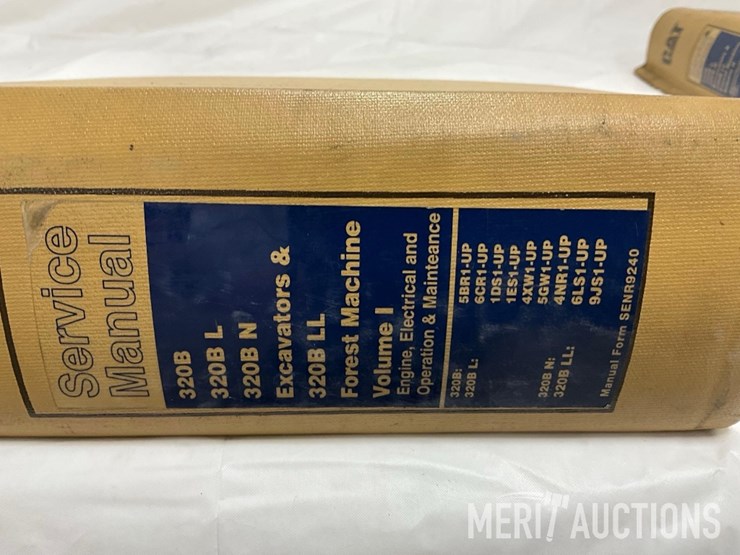 Service
Manual
320B
320B L
320B N
Excavators &
320B LL
Forest Machine
Volume I
Engine, Electrical and
Operation & Mainteance
320B: 5BR1-UP
320B L: 6CR1-UP
1DS1-UP
1ES1-UP
4XW1-UP
320B N: 5GW1-UP
320B LL: 4NR1-UP
6LS1-UP
9JS1-UP
Manual Form SENR9240
CAT
MERIT AUCTIONS